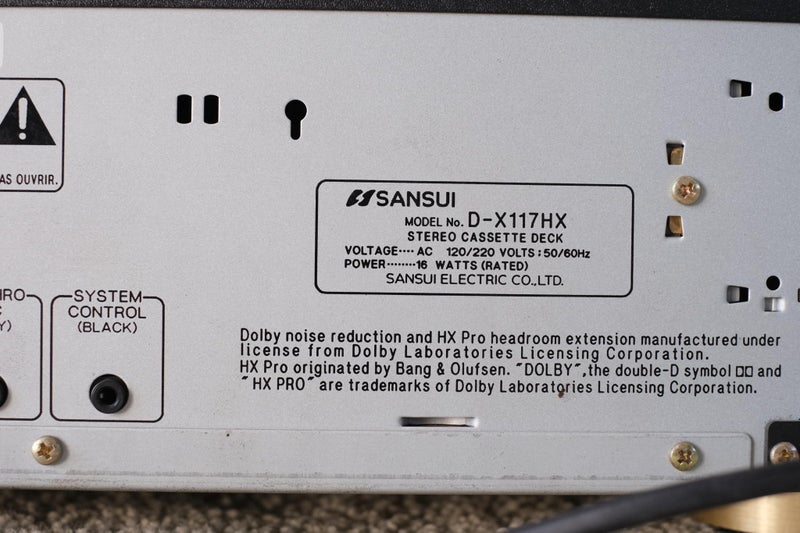 AS OUVRIR.
SANSUI
MODEL No. D-X117HX
STEREO CASSETTE DECK
VOLTAGE···· AC 120/220 VOLTS : 50/60Hz
POWER········16 WATTS (RATED)
SANSUI ELECTRIC CO.,LTD.
SYSTEM
CONTROL
(BLACK)
Dolby noise reduction and HX Pro headroom extension manufactured under
license from Dolby Laboratories Licensing Corporation.
HX Pro originated by Bang & Olufsen. "DOLBY", the double-D symbol and
"HX PRO" are trademarks of Dolby Laboratories Licensing Corporation.